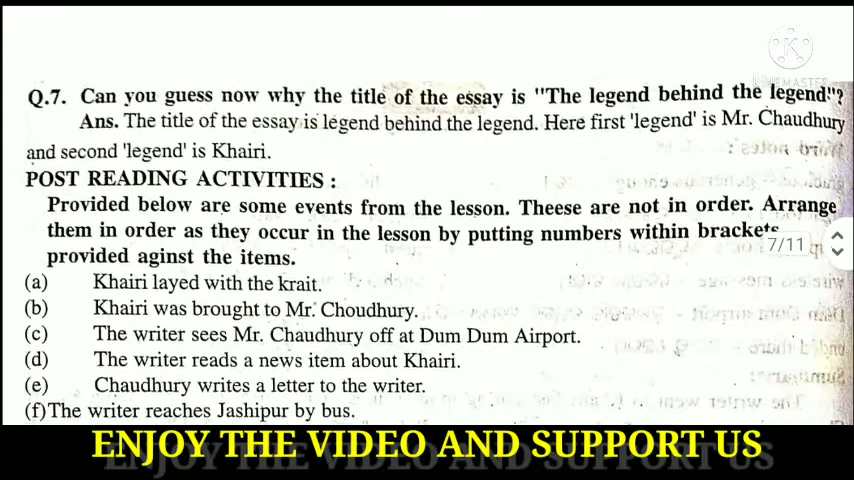 Q.7. Can you guess now why the title of the essay is "The legend behind the legend"?
Ans. The title of the essay is legend behind the legend. Here first 'legend' is Mr. Chaudhury
and second 'legend' is Khairi.
POST READING ACTIVITIES :
Provided below are some events from the lesson. Theese are not in order. Arrange
them in order as they occur in the lesson by putting numbers within brackets
provided aginst the items.
7/11
(a) Khairi layed with the krait.
(b) Khairi was brought to Mr. Choudhury.
(c) The writer sees Mr. Chaudhury off at Dum Dum Airport.
(d) The writer reads a news item about Khairi.
(e) Chaudhury writes a letter to the writer.
(f) The writer reaches Jashipur by bus.
ENJOY THE VIDEO AND SUPPORT US